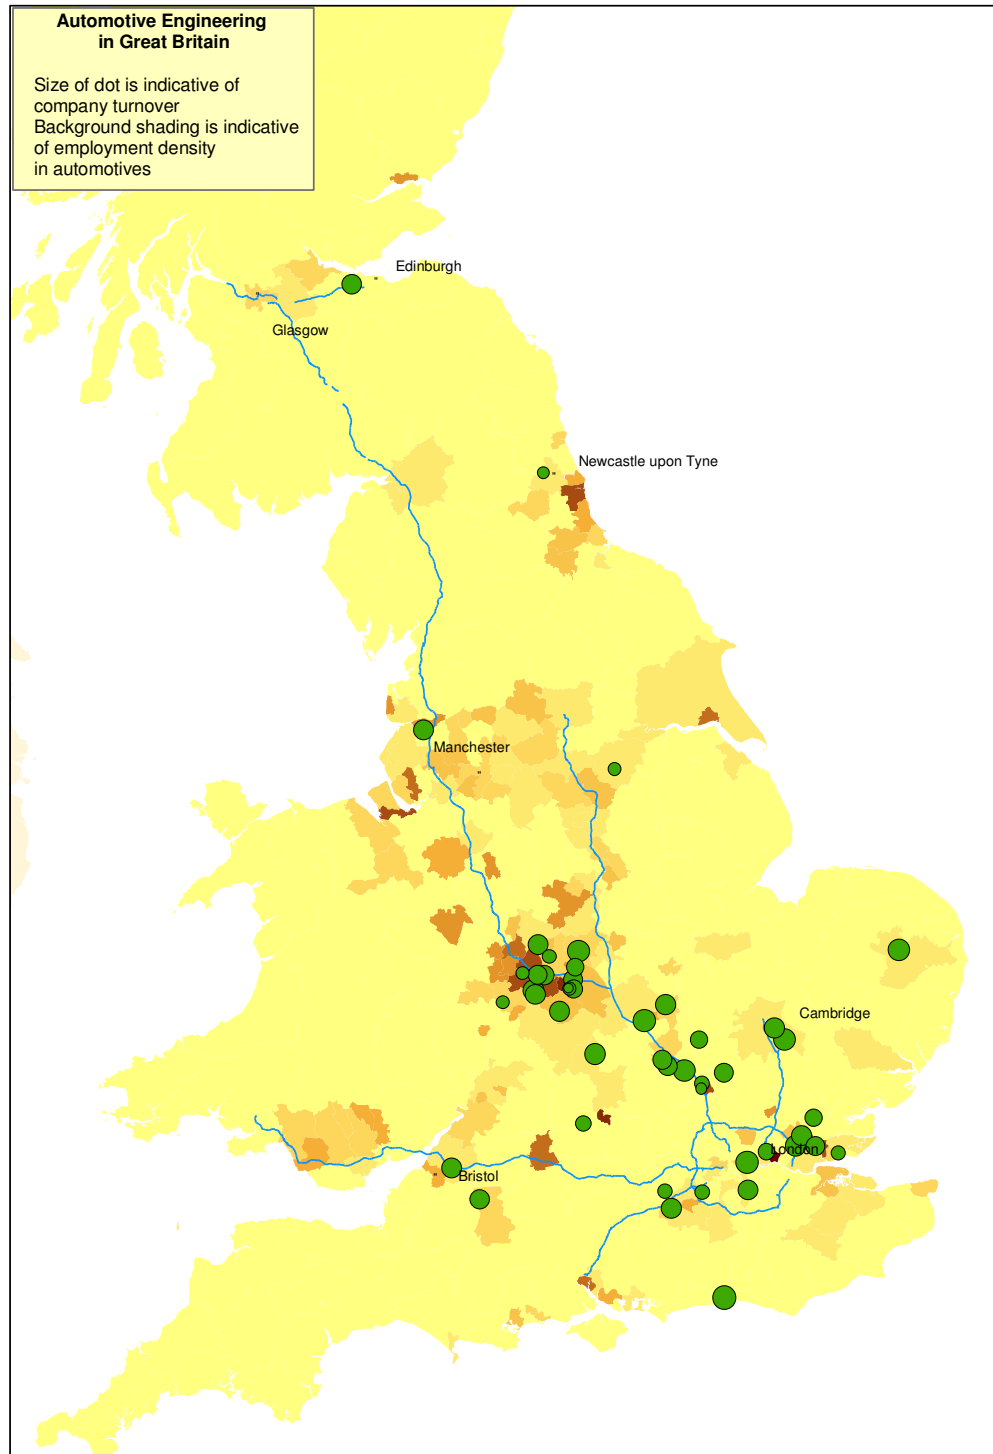 Automotive Engineering
in Great Britain
Size of dot is indicative of
company turnover
Background shading is indicative
of employment density
in automotives
Edinburgh
Glasgow
Newcastle upon Tyne
Manchester
Cambridge
London
Bristol